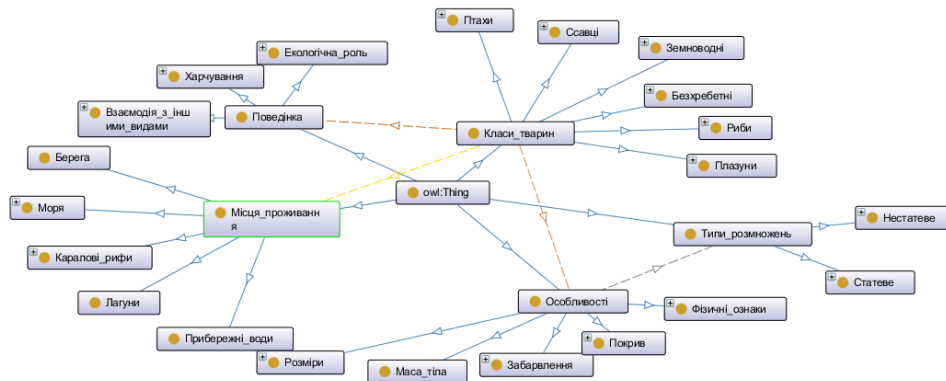 Птахи
Ссавці
Екологічна_роль
Земноводні
Харчування
Безхребетні
Взаємодія_з_інш
ими_видами
Поведінка
Класи_тварин
Риби
Берега
Плазуни
owl:Thing
Моря
Місця_проживанн
я
Нестатеве
Типи_розмножень
Каралові_рифи
Статеве
Лагуни
Особливості
Фізичні_ознаки
Прибережні_води
Покрив
Розміри
Забарвлення
Маса_тіла